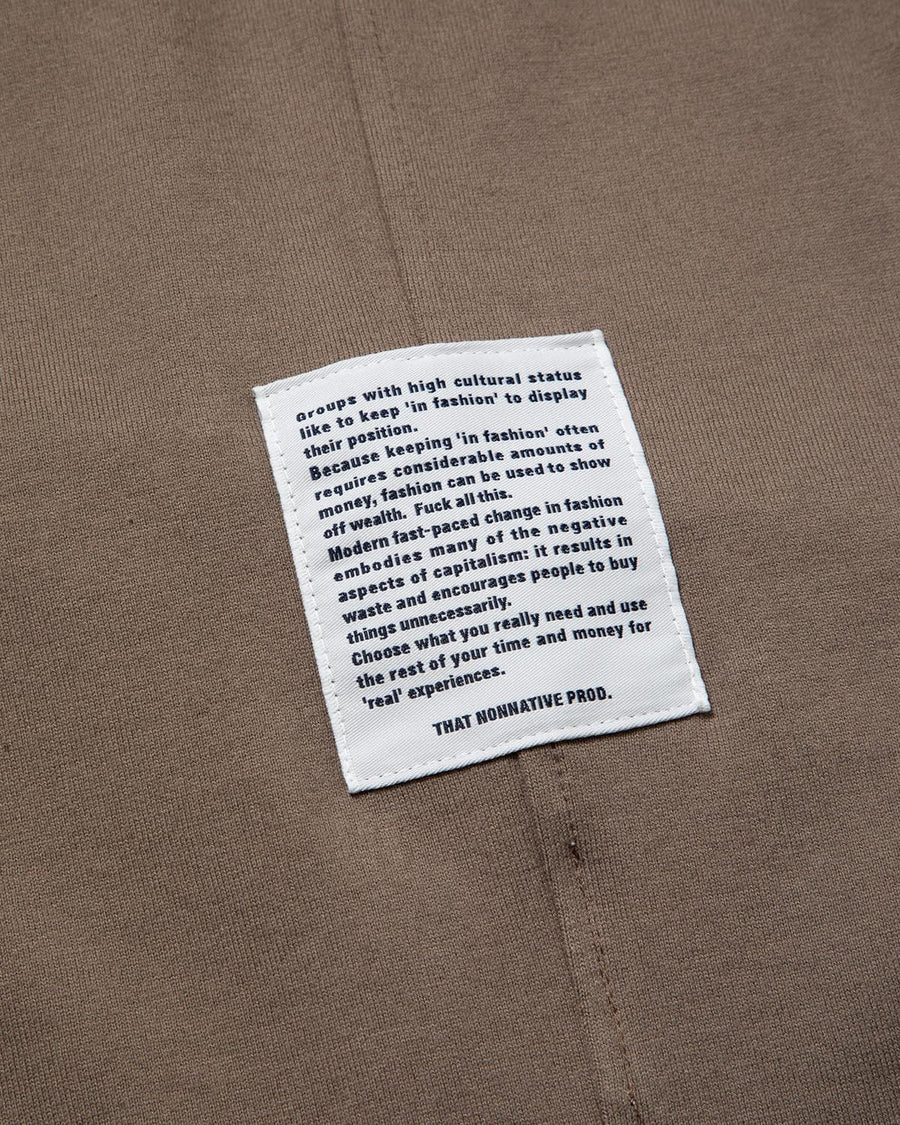 Groups with high cultural status
like to keep 'in fashion' to display
their position.
Because keeping 'in fashion' often
requires considerable amounts of
money, fashion can be used to show
off wealth. Fuck all this.
Modern fast-paced change in fashion
embodies many of the negative
aspects of capitalism: it results in
waste and encourages people to buy
things unnecessarily.
Choose what you really need and use
the rest of your time and money for
'real' experiences.
THAT NONNATIVE PROD.